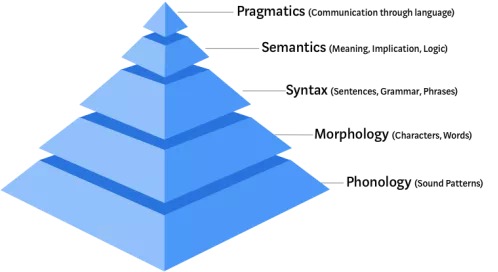 Pragmatics (Communication through language)
Semantics (Meaning, Implication, Logic)
Syntax (Sentences, Grammar, Phrases)
Morphology (Characters, Words)
Phonology (Sound Patterns)